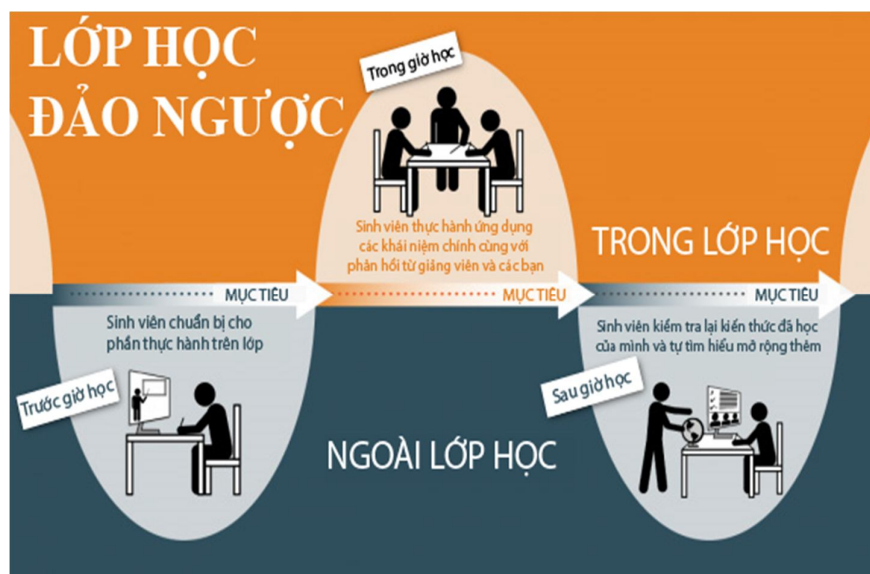 LỚP HỌC
ĐẢO NGƯỢC
Trong giờ học
Sinh viên thực hành ứng dụng
các khái niệm chính cùng với
phản hồi từ giảng viên và các bạn
TRONG LỚP HỌC
MỤC TIÊU
MỤC TIÊU
MỤC TIÊU
Sinh viên chuẩn bị cho
phần thực hành trên lớp
Trước giờ học
NGOÀI LỚP HỌC
Sinh viên kiểm tra lại kiến thức đã học
của mình và tự tìm hiểu mở rộng thêm
Sau giờ học